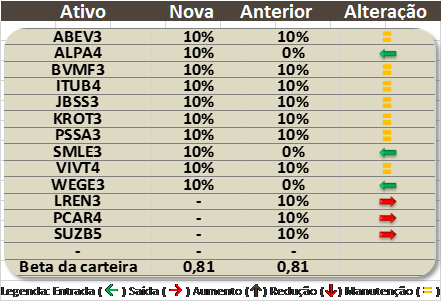 Ativo Nova Anterior Alteração
ABEV3 10% 10% =
ALPA4 10% 0% ←
BVMF3 10% 10% =
ITUB4 10% 10% =
JBSS3 10% 10% =
KROT3 10% 10% =
PSSA3 10% 10% =
SMLE3 10% 0% ←
VIVT4 10% 10% =
WEGE3 10% 0% ←
LREN3 - 10% →
PCAR4 - 10% →
SUZB5 - 10% →
- - -
Beta da carteira 0,81 0,81
Legenda: Entrada (←) Saída (→) Aumento (↑) Redução (↓) Manutenção (=